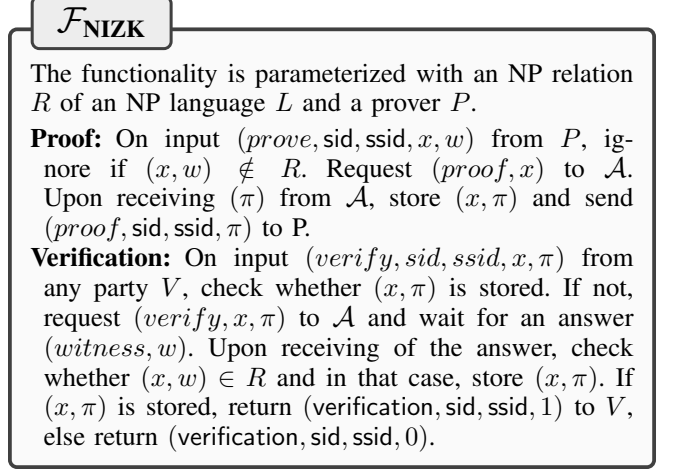 F_NIZK
The functionality is parameterized with an NP relation
R of an NP language L and a prover P.
Proof: On input (prove, sid, ssid, x, w) from P, ig-
nore if (x, w) ∉ R. Request (proof, x) to A.
Upon receiving (π) from A, store (x, π) and send
(proof, sid, ssid, π) to P.
Verification: On input (verify, sid, ssid, x, π) from
any party V, check whether (x, π) is stored. If not,
request (verify, x, π) to A and wait for an answer
(witness, w). Upon receiving of the answer, check
whether (x, w) ∈ R and in that case, store (x, π). If
(x, π) is stored, return (verification, sid, ssid, 1) to V,
else return (verification, sid, ssid, 0).